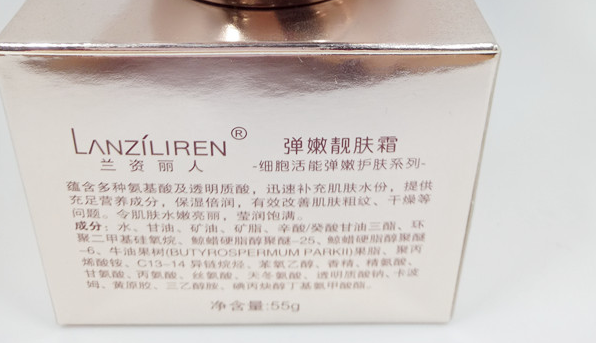 LANZÍLIREN® 弹嫩靓肤霜
兰资丽人 -细胞活能弹嫩护肤系列-
蕴含多种氨基酸及透明质酸，迅速补充肌肤水份，提供
充足营养成分，保湿倍润，有效改善肌肤粗纹、干燥等
问题。令肌肤水嫩亮丽，莹润饱满。
成分：水、甘油、矿油、矿脂、辛酸/癸酸甘油三酯、环
聚二甲基硅氧烷、鲸蜡硬脂醇聚醚-25、鲸蜡硬脂醇聚醚
-6、牛油果树(BUTYROSPERMUM PARKII)果脂、聚丙
烯酸铵、C13-14 异链烷烃、苯氧乙醇、香精、精氨酸、
甘氨酸、丙氨酸、丝氨酸、天冬氨酸、透明质酸钠、卡波
姆、黄原胶、三乙醇胺、碘丙炔醇丁基氨甲酸酯。
净含量:55g